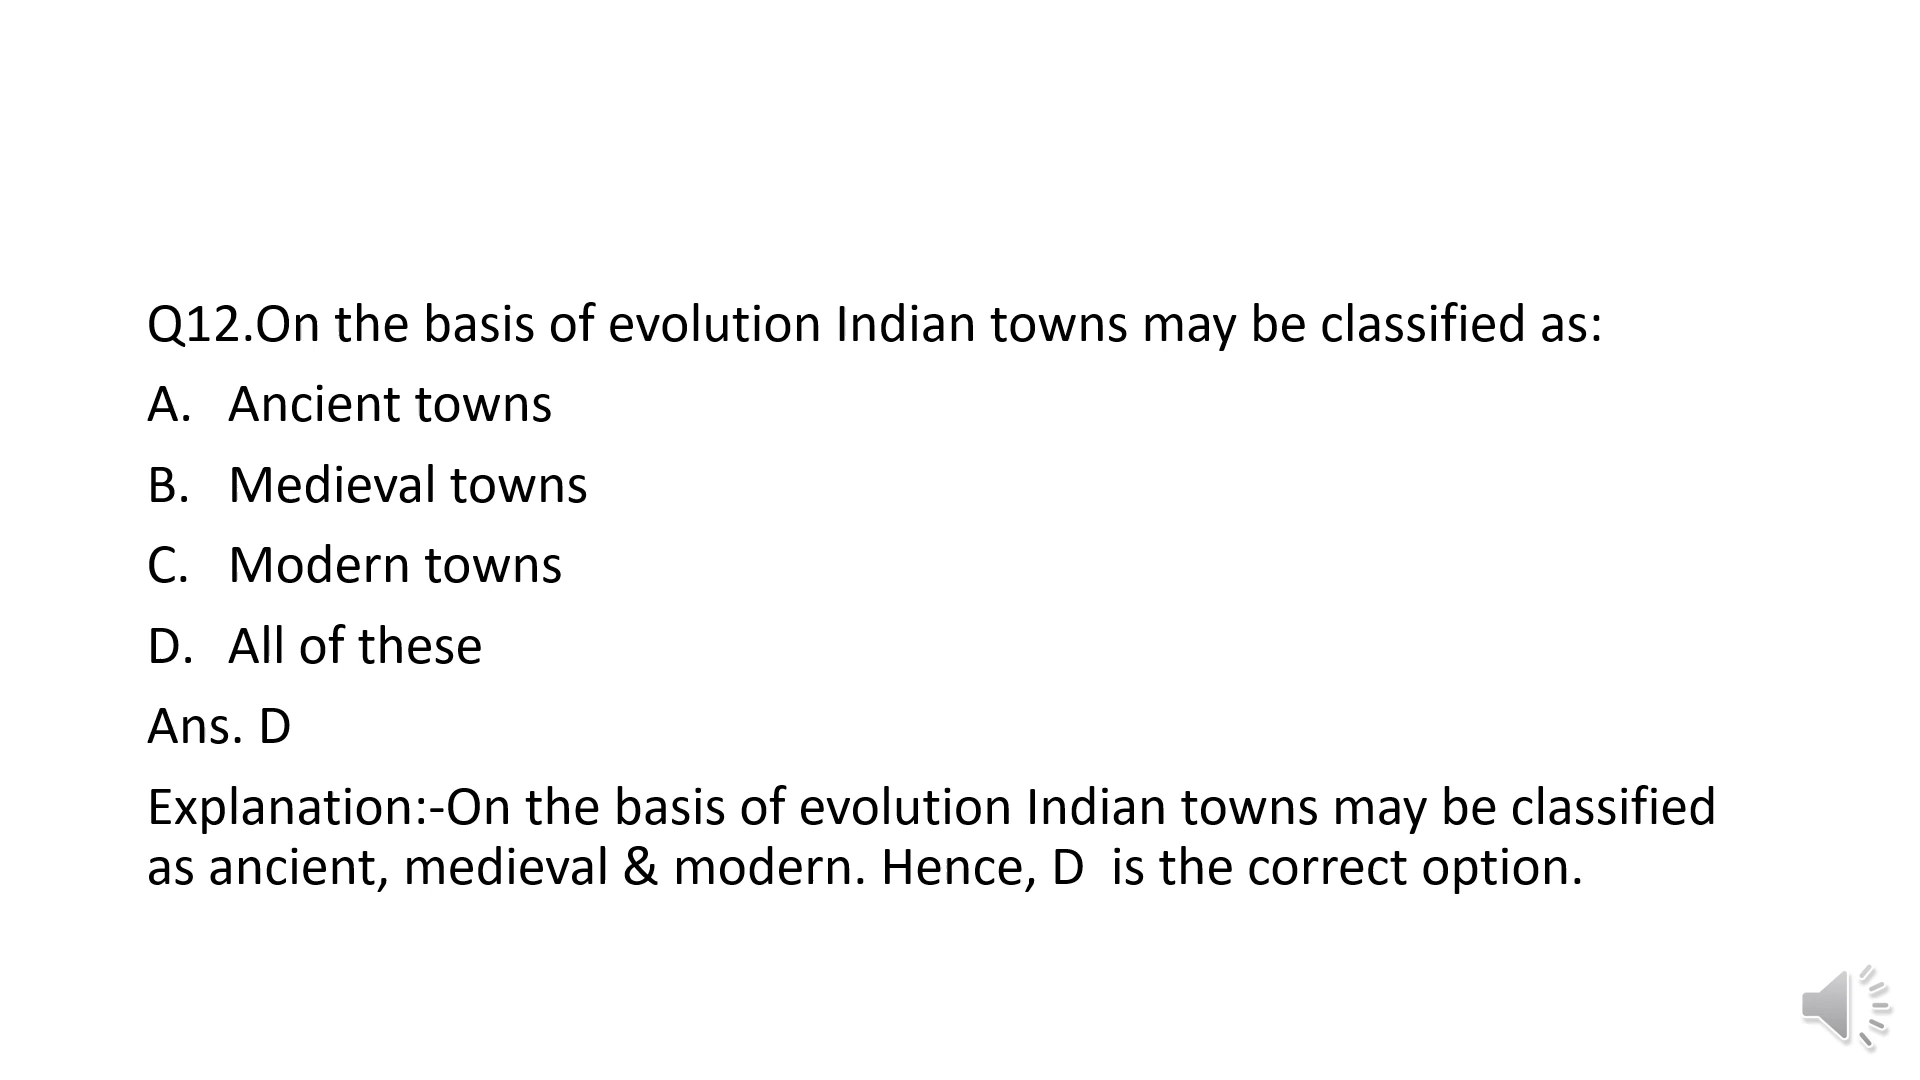 Q12.On the basis of evolution Indian towns may be classified as:
A. Ancient towns
B. Medieval towns
C. Modern towns
D. All of these
Ans. D
Explanation:-On the basis of evolution Indian towns may be classified
as ancient, medieval & modern. Hence, D  is the correct option.